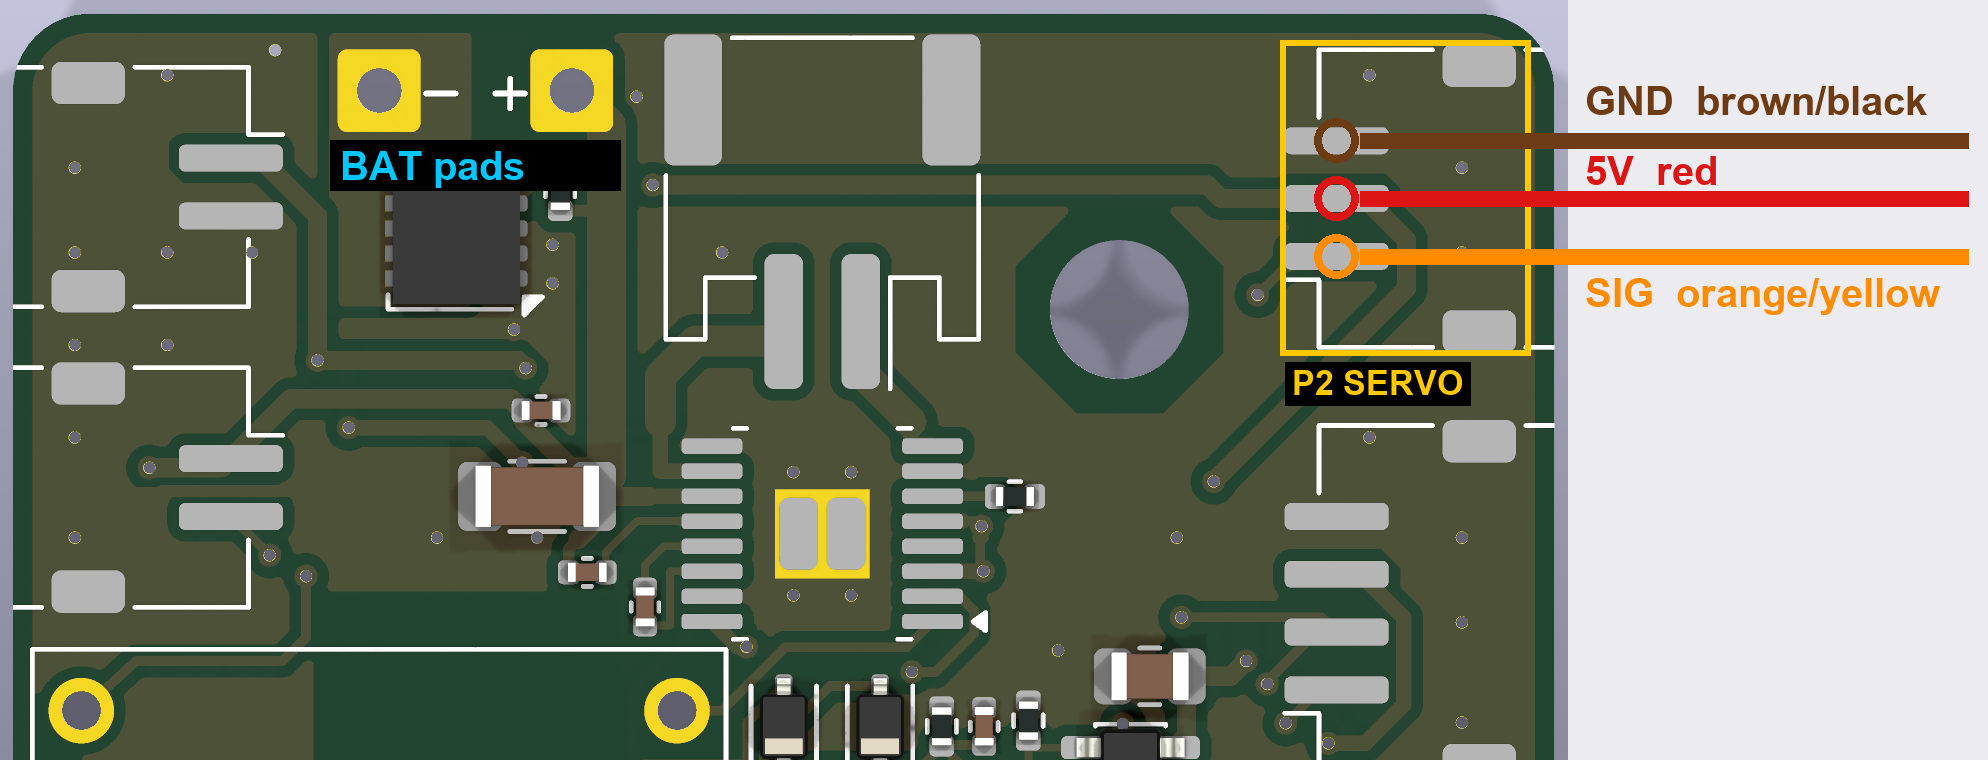 − +
BAT pads
GND brown/black
5V red
SIG orange/yellow
P2 SERVO